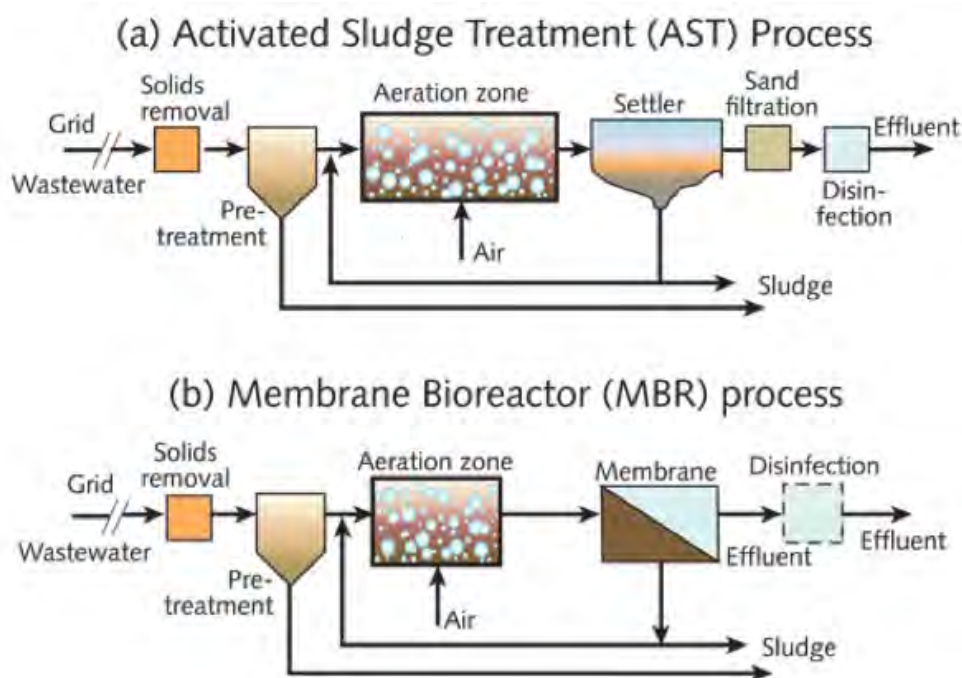 (a) Activated Sludge Treatment (AST) Process
Solids
removal
Aeration zone
Settler
Sand
filtration
Grid
Wastewater
Effluent
Pre-
treatment
Air
Disin-
fection
Sludge
(b) Membrane Bioreactor (MBR) process
Solids
removal
Aeration zone
Membrane
Disinfection
Grid
Wastewater
Effluent
Effluent
Pre-
treatment
Air
Sludge